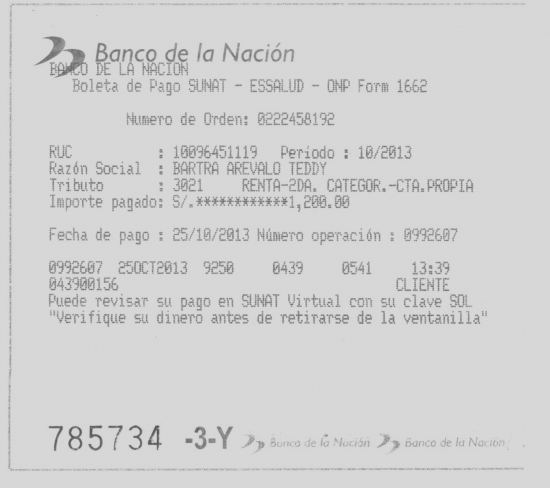 Banco de la Nación
BANCO DE LA NACION
Boleta de Pago SUNAT - ESSALUD - ONP Form 1662
Numero de Orden: 0222458192
RUC : 10096451119 Período : 10/2013
Razón Social : BARTRA AREVALO TEDDY
Tributo : 3021 RENTA-2DA. CATEGOR.-CTA.PROPIA
Importe pagado: S/.************1,200.00
Fecha de pago : 25/10/2013 Número operación : 0992607
0992607 25OCT2013 9250 0439 0541 13:39
043900156 CLIENTE
Puede revisar su pago en SUNAT Virtual con su clave SOL
"Verifique su dinero antes de retirarse de la ventanilla"
785734 -3-Y Banco de la Nación Banco de la Nación